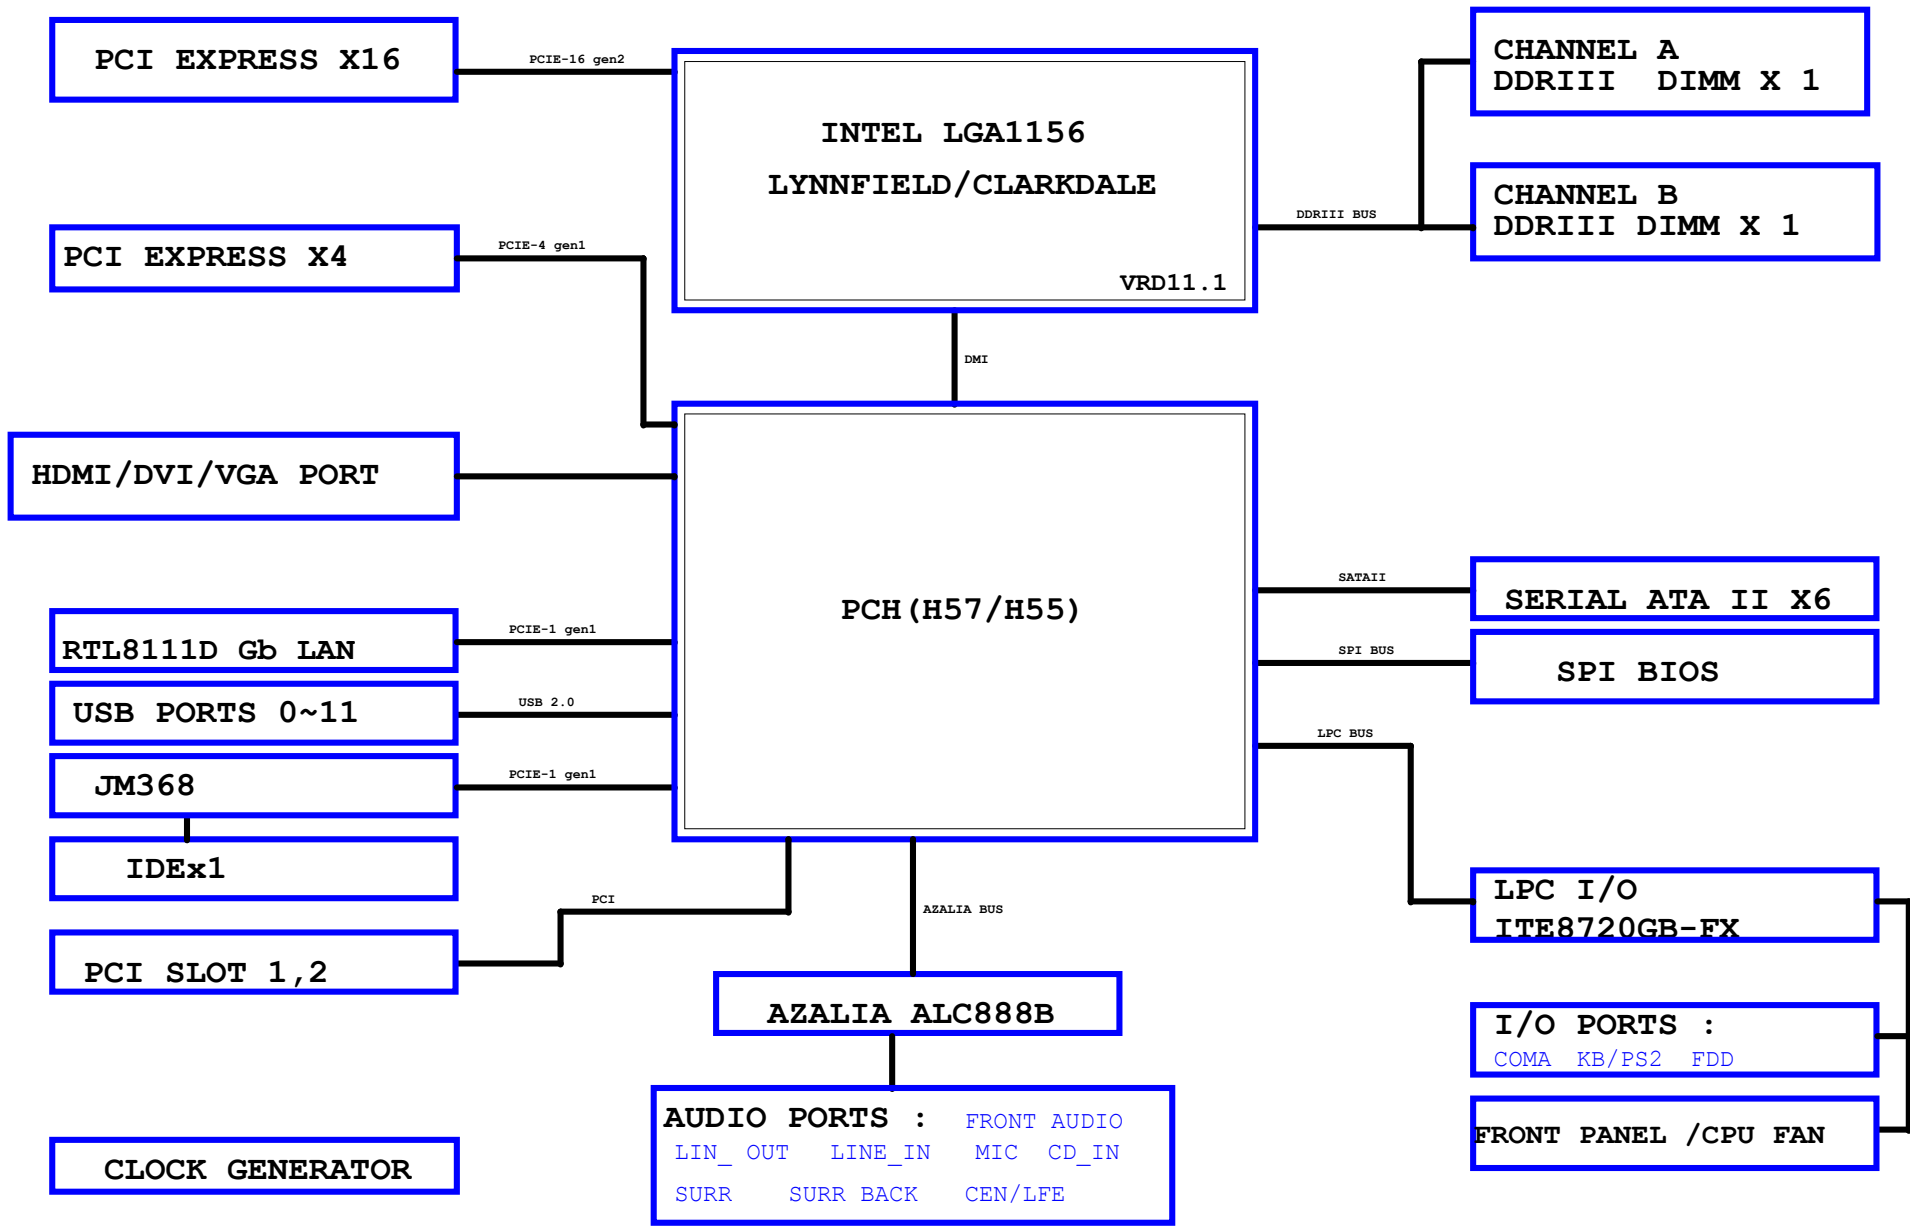 PCI EXPRESS X16
PCIE-16 gen2
INTEL LGA1156
LYNNFIELD/CLARKDALE
VRD11.1
CHANNEL A
DDRIII DIMM X 1
DDRIII BUS
CHANNEL B
DDRIII DIMM X 1
PCI EXPRESS X4
PCIE-4 gen1
DMI
HDMI/DVI/VGA PORT
PCH(H57/H55)
SATAII
SERIAL ATA II X6
RTL8111D Gb LAN
PCIE-1 gen1
SPI BUS
SPI BIOS
USB PORTS 0~11
USB 2.0
LPC BUS
JM368
PCIE-1 gen1
IDEx1
PCI
PCI SLOT 1,2
AZALIA BUS
LPC I/O
ITE8720GB-FX
AZALIA ALC888B
I/O PORTS :
COMA KB/PS2 FDD
AUDIO PORTS : FRONT AUDIO
LIN_ OUT LINE_IN MIC CD_IN
SURR SURR BACK CEN/LFE
FRONT PANEL /CPU FAN
CLOCK GENERATOR